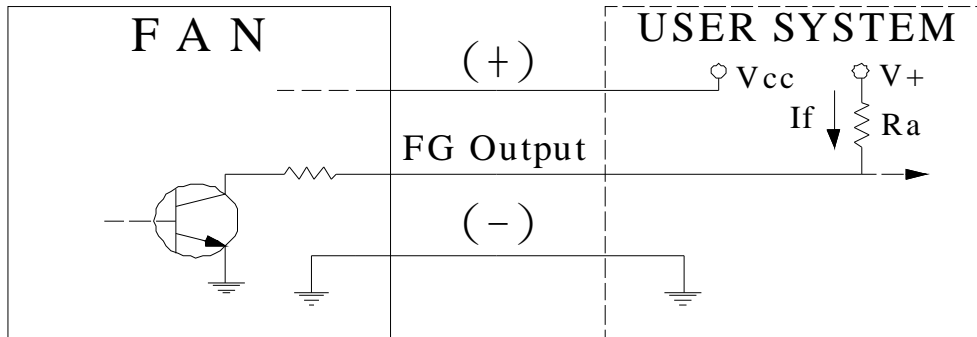 F A N
USER SYSTEM
(+)
Vcc
V+
If
Ra
FG Output
(-)